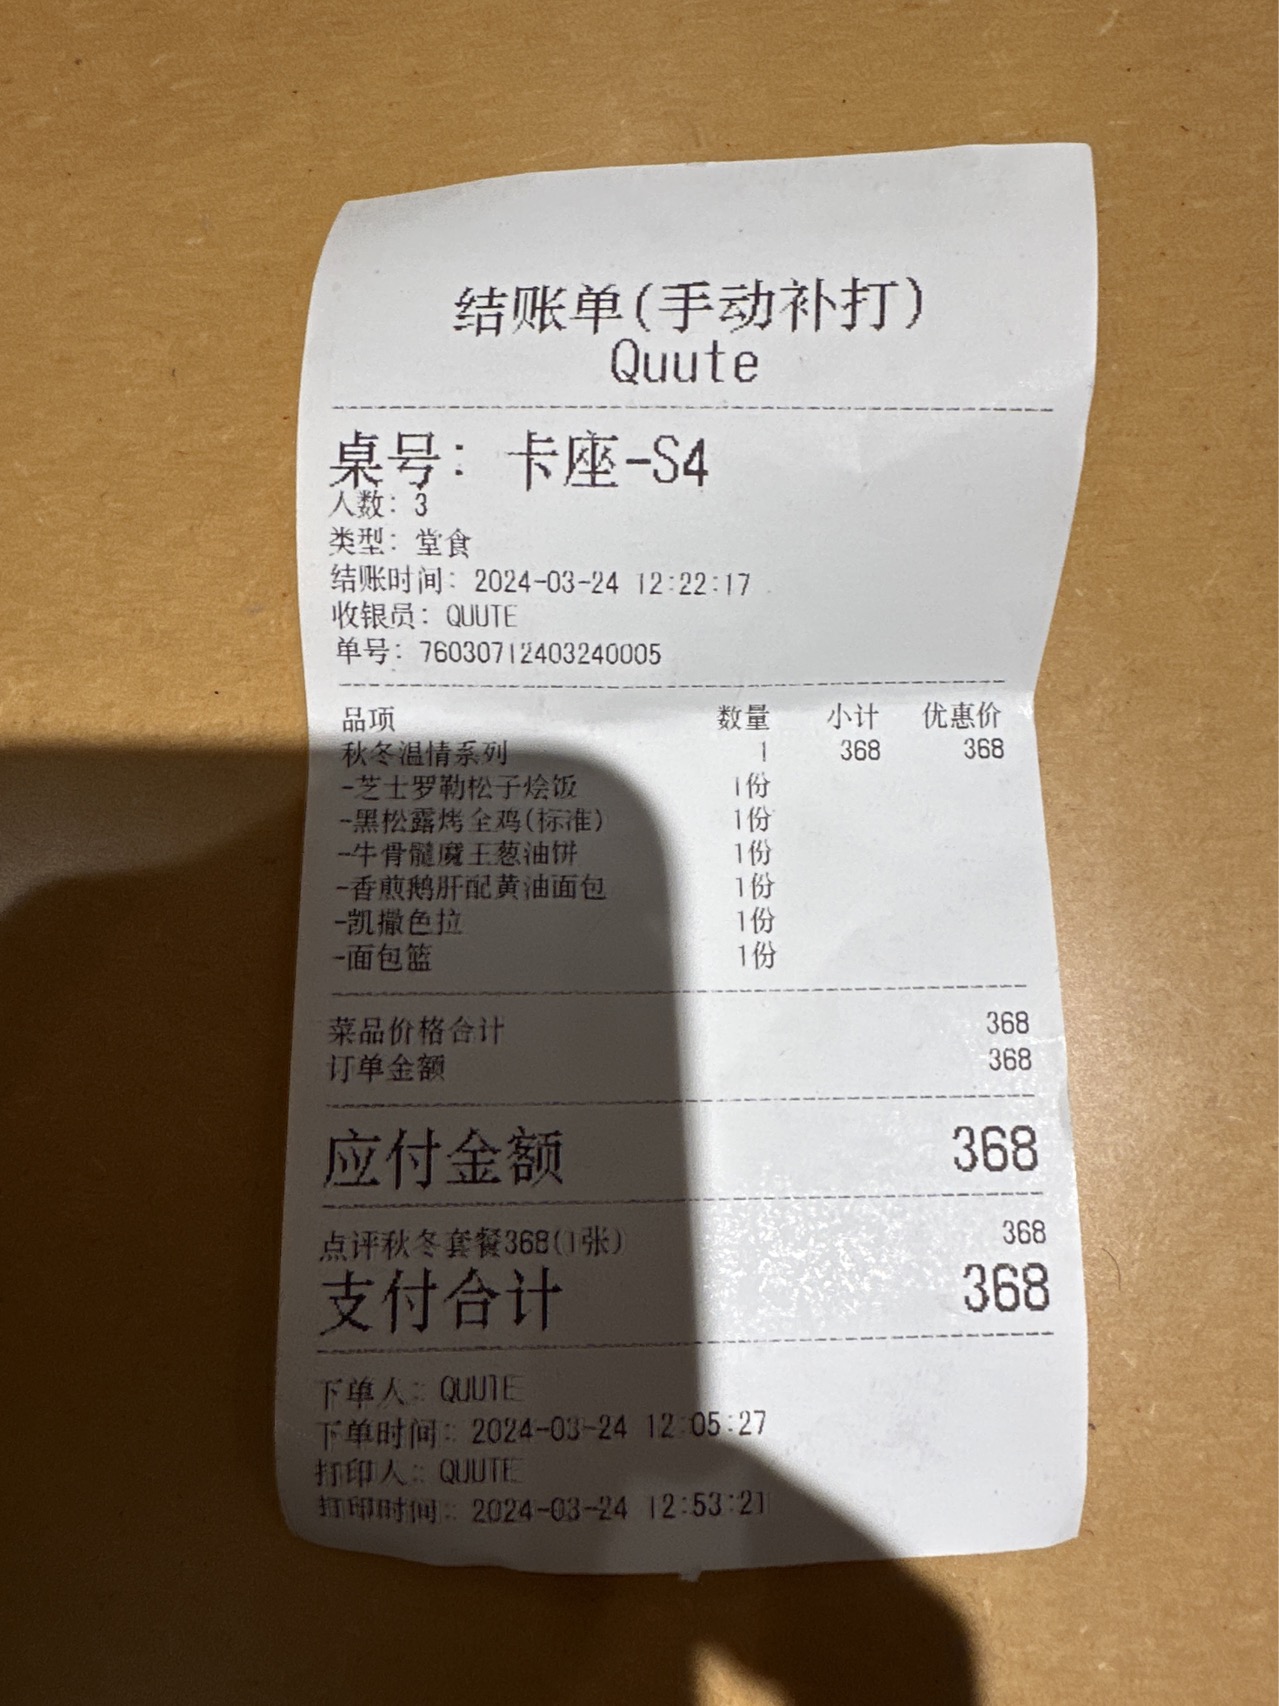 结账单(手动补打)
Quute
桌号: 卡座-S4
人数: 3
类型: 堂食
结账时间: 2024-03-24 12:22:17
收银员: QUUTE
单号: 76030712403240005
品项 数量 小计 优惠价
秋冬温情系列 1 368 368
-芝士罗勒松子烩饭 1份
-黑松露烤全鸡(标准) 1份
-牛骨髓魔王葱油饼 1份
-香煎鹅肝配黄油面包 1份
-凯撒色拉 1份
-面包篮 1份
菜品价格合计 368
订单金额 368
应付金额 368
点评秋冬套餐368(1张) 368
支付合计 368
下单人: QUUTE
下单时间: 2024-03-24 12:05:27
打印人: QUUTE
打印时间: 2024-03-24 12:53:21